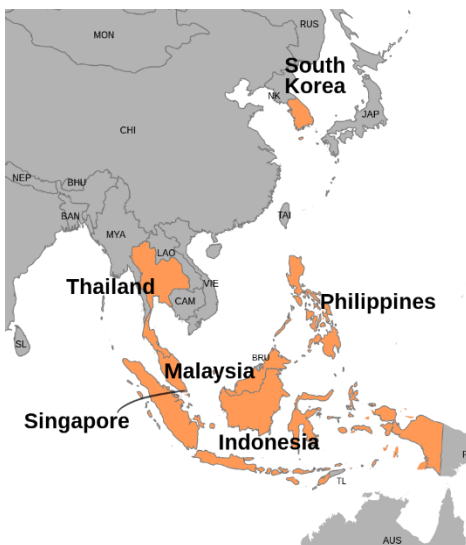 RUS
MON
South
Korea
NK
JAP
CHI
NEP
BHU
BAN
TAI
MYA
LAO
Thailand
VIE
CAM
Philippines
SL
BRU
Malaysia
Singapore
Indonesia
TL
P
AUS